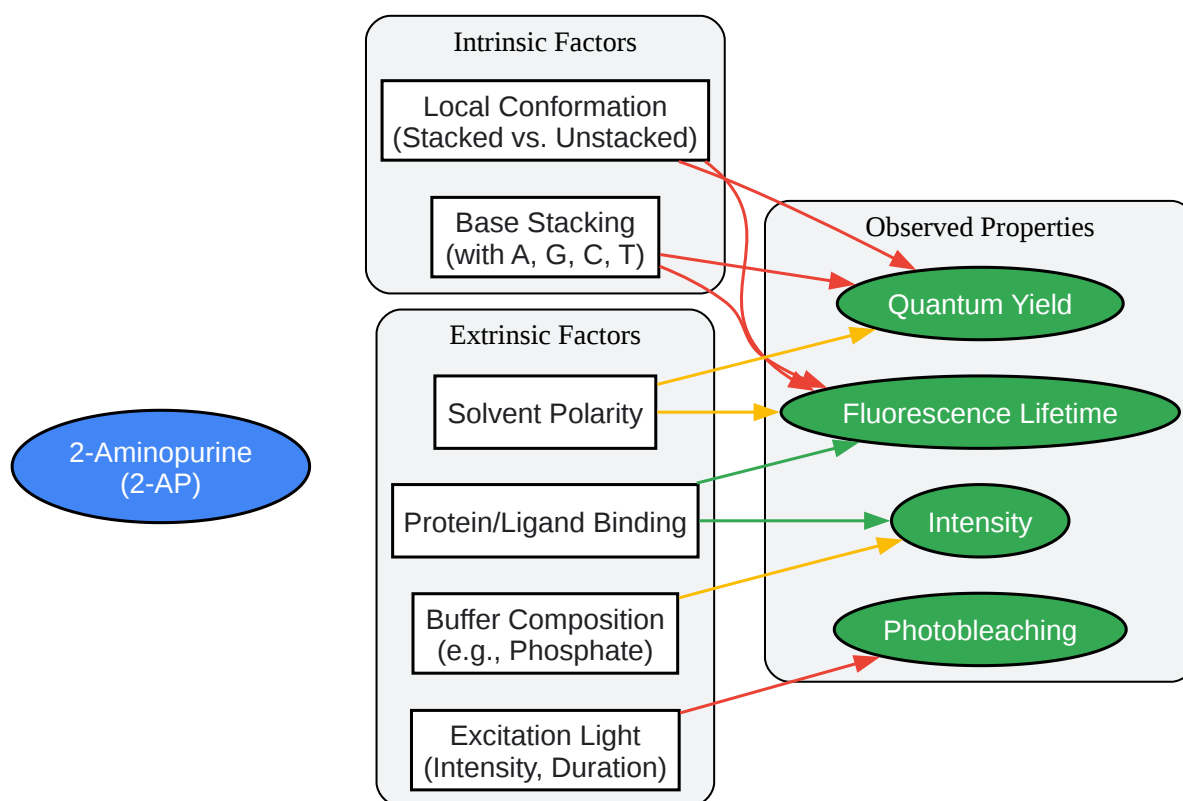 2-Aminopurine
(2-AP)
Intrinsic Factors
Local Conformation
(Stacked vs. Unstacked)
Base Stacking
(with A, G, C, T)
Extrinsic Factors
Solvent Polarity
Protein/Ligand Binding
Buffer Composition
(e.g., Phosphate)
Excitation Light
(Intensity, Duration)
Observed Properties
Quantum Yield
Fluorescence Lifetime
Intensity
Photobleaching